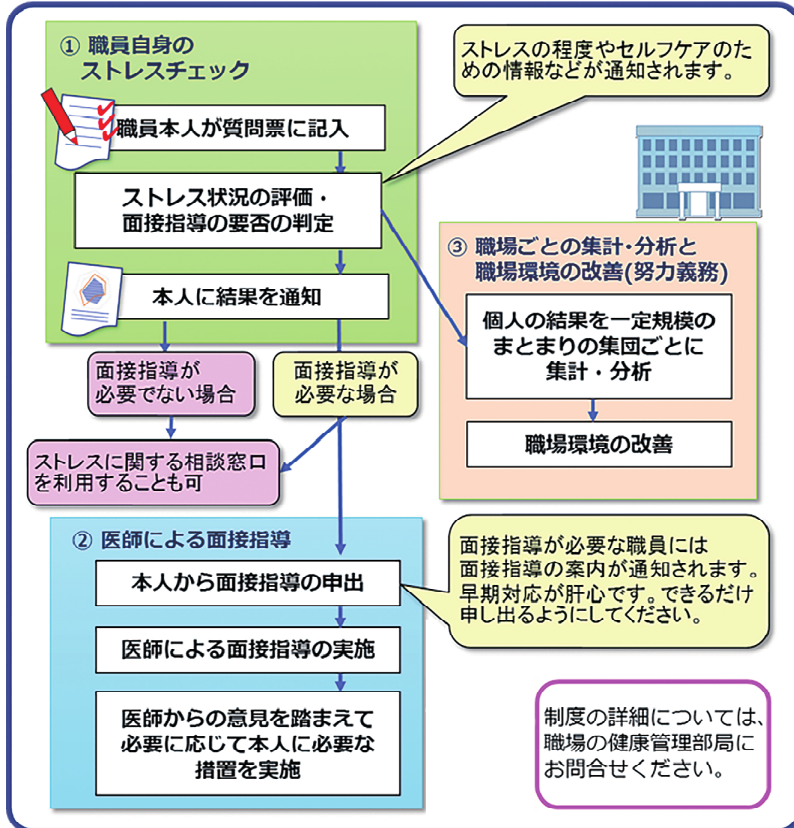 ① 職員自身の
ストレスチェック
ストレスの程度やセルフケアのた
めの情報などが通知されます。
職員本人が質問票に記入
ストレス状況の評価・
面接指導の要否の判定
本人に結果を通知
③ 職場ごとの集計・分析と
職場環境の改善(努力義務)
個人の結果を一定規模の
まとまりの集団ごとに
集計・分析
職場環境の改善
面接指導が
必要でない場合
面接指導が
必要な場合
ストレスに関する相談窓口
を利用することも可
② 医師による面接指導
本人から面接指導の申出
医師による面接指導の実施
医師からの意見を踏まえて
必要に応じて本人に必要な
措置を実施
面接指導が必要な職員には
面接指導の案内が通知されます。
早期対応が肝心です。できるだけ
申し出るようにしてください。
制度の詳細については、
職場の健康管理部局に
お問合せください。